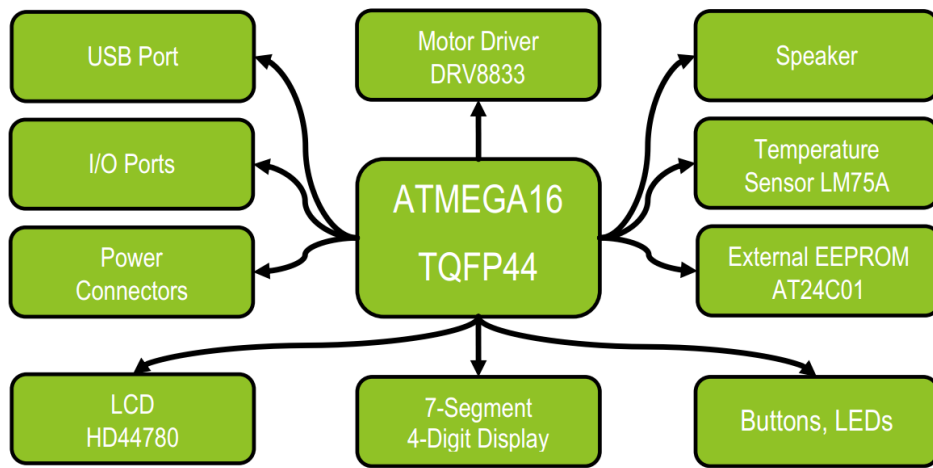 USB Port
Motor Driver
DRV8833
Speaker
I/O Ports
ATMEGA16
TQFP44
Temperature
Sensor LM75A
Power
Connectors
External EEPROM
AT24C01
LCD
HD44780
7-Segment
4-Digit Display
Buttons, LEDs